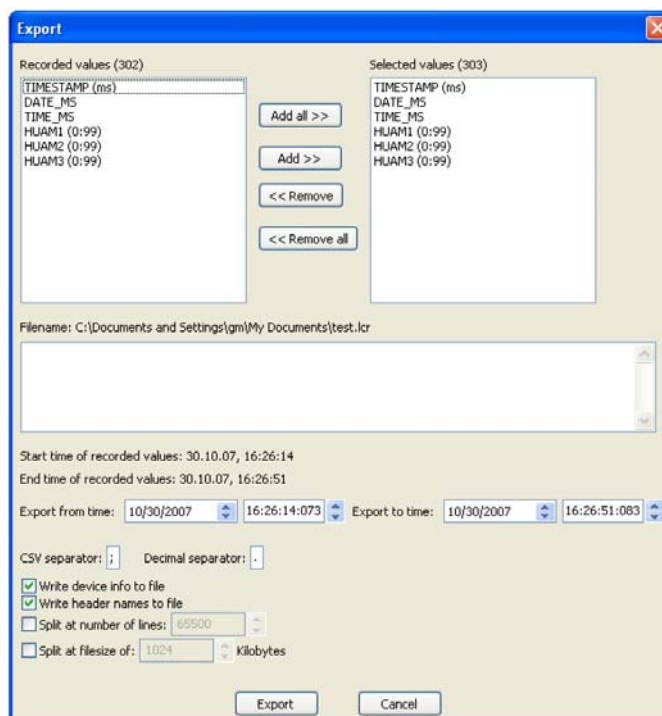 Export
Recorded values (302)
TIMESTAMP (ms)
DATE_MS
TIME_MS
HUAM1 (0:99)
HUAM2 (0:99)
HUAM3 (0:99)
Add all >>
Add >>
<< Remove
<< Remove all
Selected values (303)
TIMESTAMP (ms)
DATE_MS
TIME_MS
HUAM1 (0:99)
HUAM2 (0:99)
HUAM3 (0:99)
Filename: C:\Documents and Settings\gm\My Documents\test.lcr
Start time of recorded values: 30.10.07, 16:26:14
End time of recorded values: 30.10.07, 16:26:51
Export from time: 10/30/2007 16:26:14:073 Export to time: 10/30/2007 16:26:51:083
CSV separator: ; Decimal separator: .
Write device info to file
Write header names to file
Split at number of lines: 65500
Split at filesize of: 1024 Kilobytes
Export Cancel